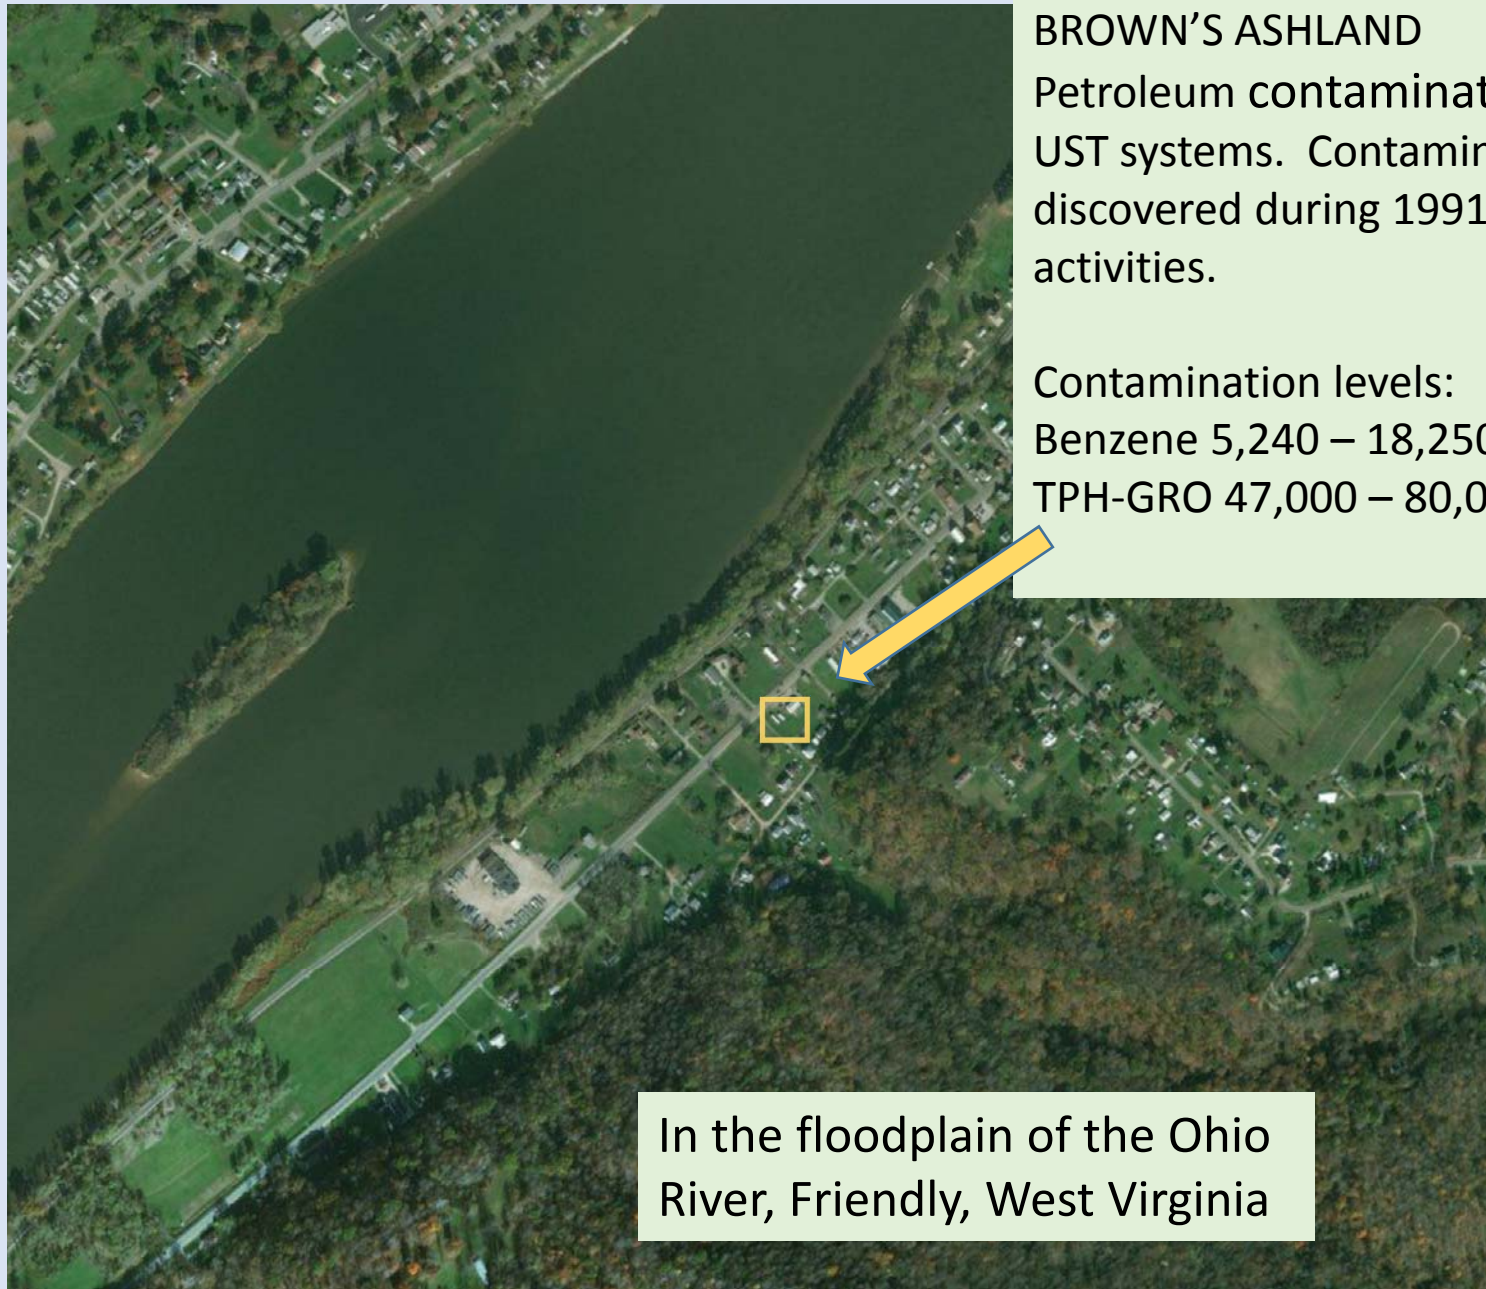 BROWN’S ASHLAND
Petroleum contaminat
UST systems.  Contamin
discovered during 1991
activities.
Contamination levels:
Benzene 5,240 – 18,250
TPH-GRO 47,000 – 80,0
In the floodplain of the Ohio
River, Friendly, West Virginia